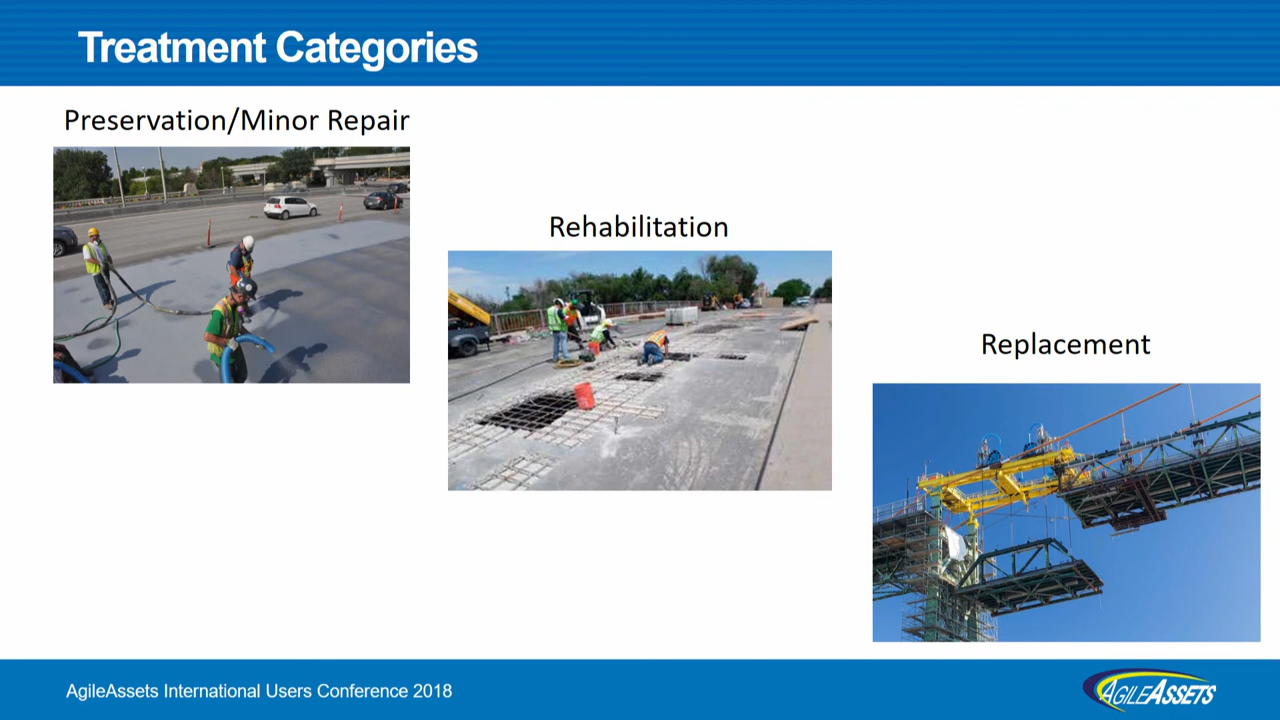 Treatment Categories
Preservation/Minor Repair
Rehabilitation
Replacement
AgileAssets International Users Conference 2018
AGILEASSETS